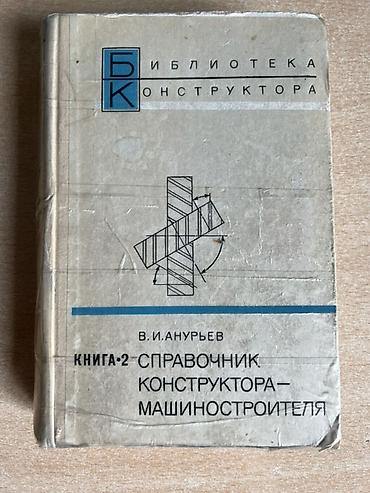 БИБЛИОТЕКА
КОНСТРУКТОРА
В.И.АНУРЬЕВ
КНИГА•2 СПРАВОЧНИК
КОНСТРУКТОРА–
МАШИНОСТРОИТЕЛЯ